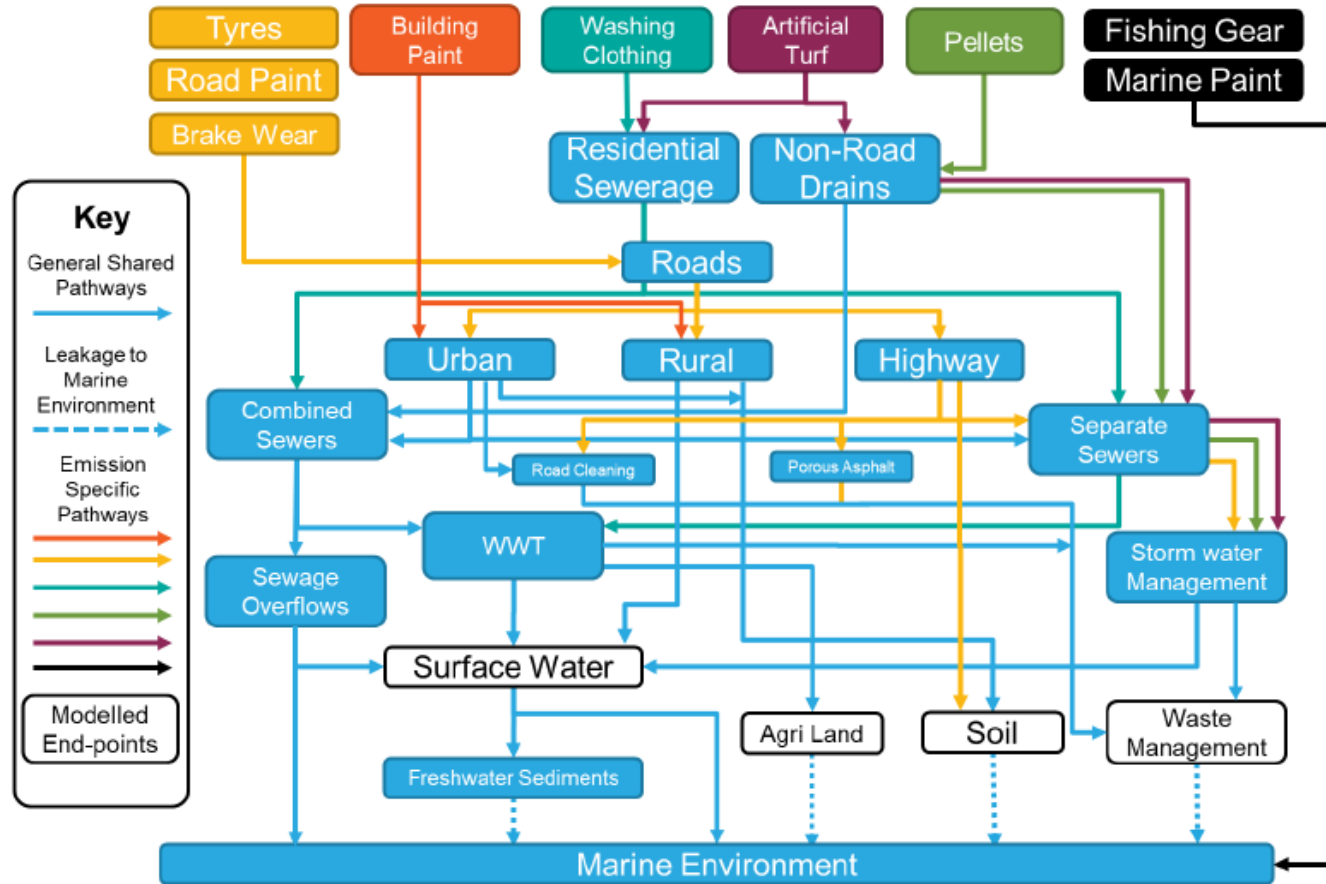 Tyres
Road Paint
Brake Wear
Building
Paint
Washing
Clothing
Artificial
Turf
Pellets
Fishing Gear
Marine Paint
Residential
Sewerage
Non-Road
Drains
Key
General Shared
Pathways
Leakage to
Marine
Environment
Emission
Specific
Pathways
Modelled
End-points
Roads
Urban
Rural
Highway
Combined
Sewers
Road Cleaning
Porous Asphalt
Separate
Sewers
WWT
Sewage
Overflows
Storm water
Management
Surface Water
Agri Land
Soil
Waste
Management
Freshwater Sediments
Marine Environment